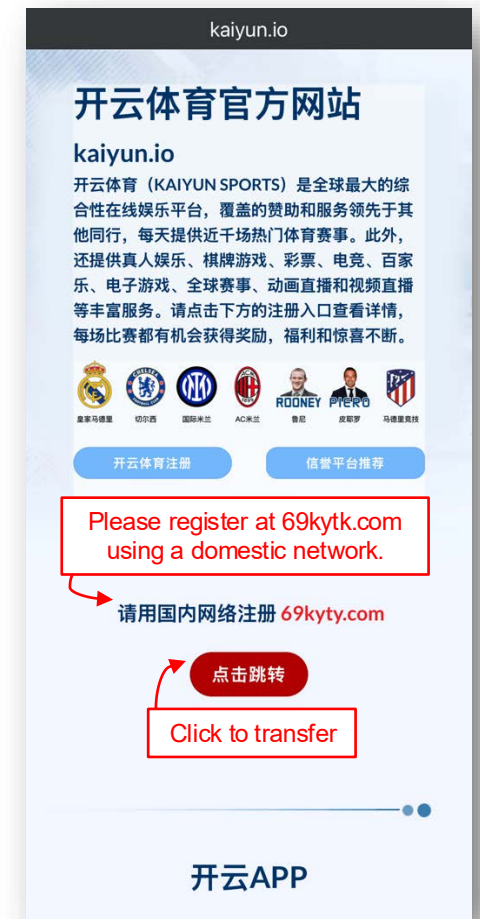 kaiyun.io
开云体育官方网站
kaiyun.io
开云体育（KAIYUN SPORTS）是全球最大的综
合性在线娱乐平台，覆盖的赞助和服务领先于其
他同行，每天提供近千场热门体育赛事。此外，
还提供真人娱乐、棋牌游戏、彩票、电竞、百家
乐、电子游戏、全球赛事、动画直播和视频直播
等丰富服务。请点击下方的注册入口查看详情，
每场比赛都有机会获得奖励，福利和惊喜不断。
CHELSEA
ROONEY PIERO
皇家马德里 切尔西 国际米兰 AC米兰 鲁尼 皮耶罗 马德里竞技
开云体育注册 信誉平台推荐
Please register at 69kytk.com
using a domestic network.
请用国内网络注册 69kyty.com
点击跳转
Click to transfer
开云APP